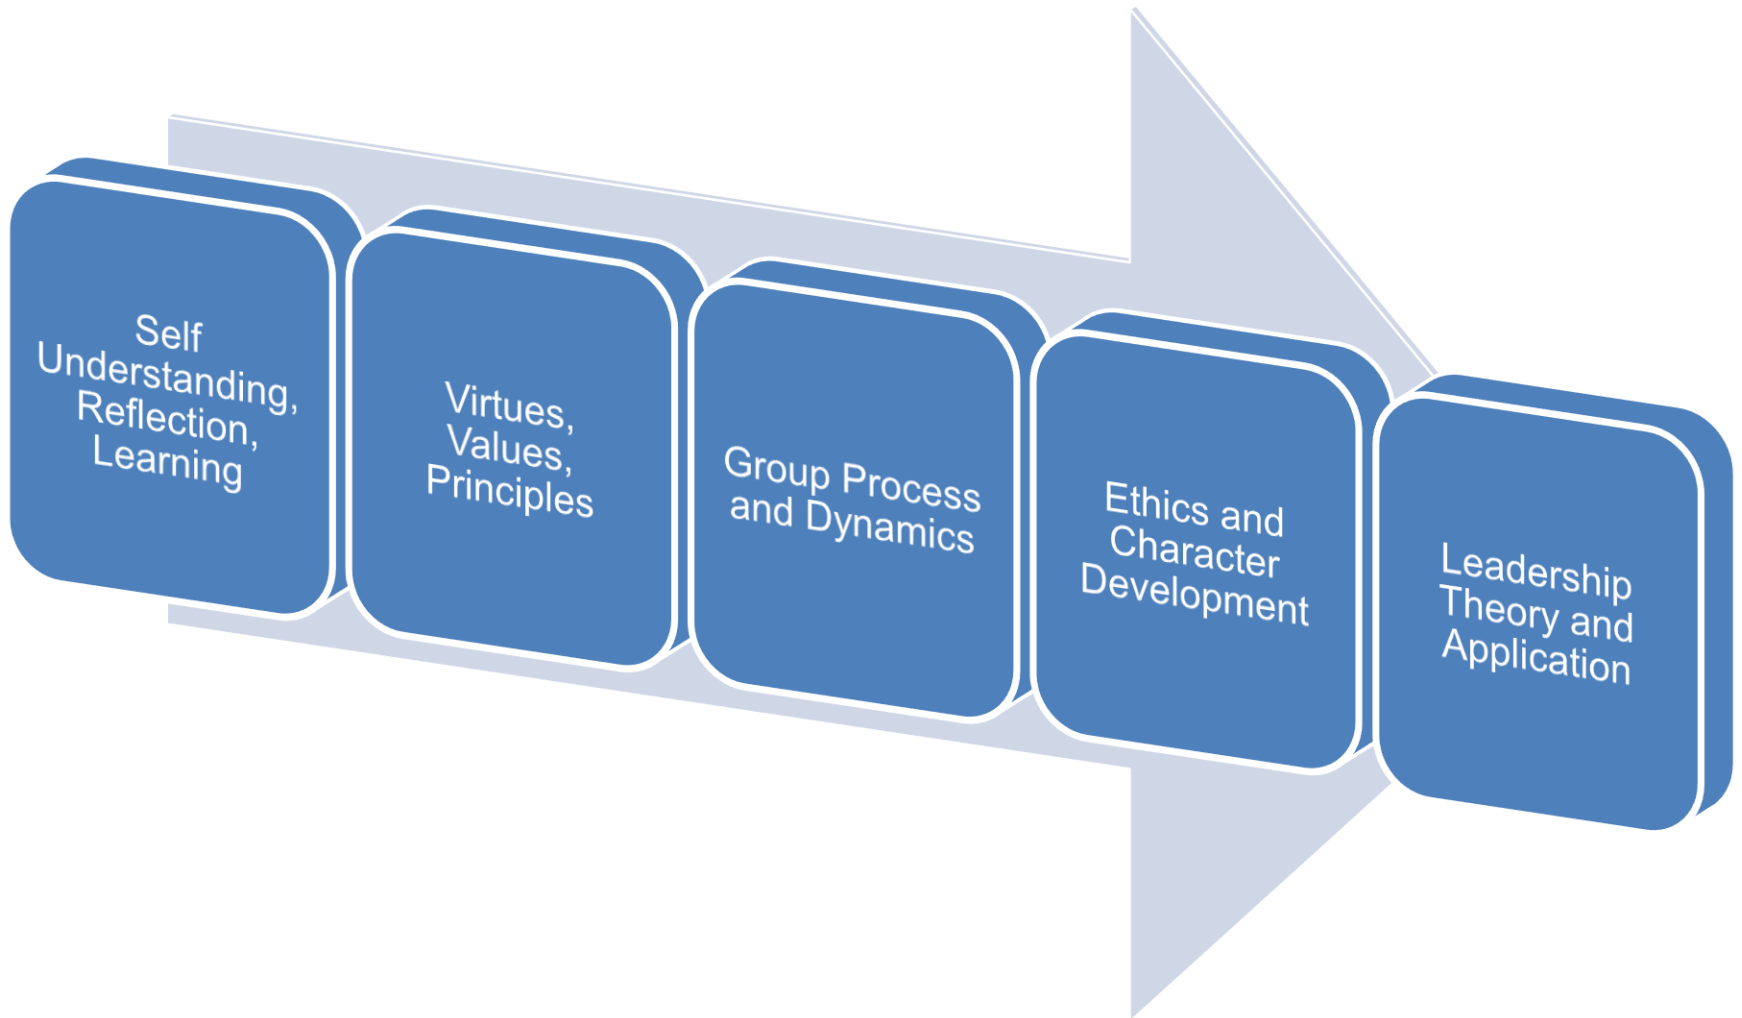 Self
Understanding,
Reflection,
Learning
Virtues,
Values,
Principles
Group Process
and Dynamics
Ethics and
Character
Development
Leadership
Theory and
Application